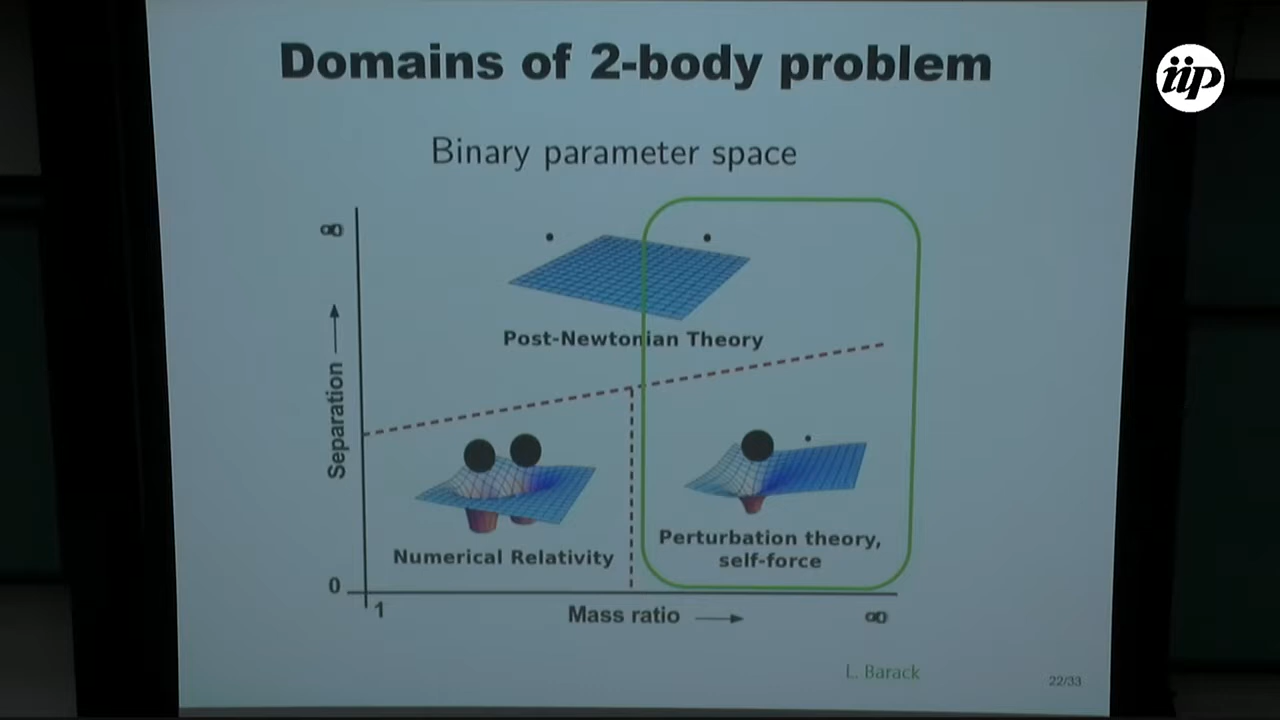 Domains of 2-body problem
iip
Binary parameter space
∞
Post-Newtonian Theory
Separation
Numerical Relativity
Perturbation theory,
self-force
0
1
Mass ratio
∞
L. Barack
22/33